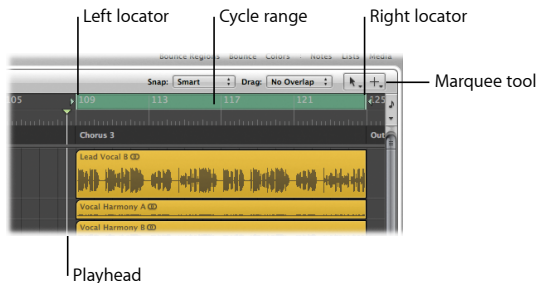 Left locator Cycle range Right locator
Bounce Regions Bounce Colors Notes Lists Media
Snap: Smart Drag: No Overlap
Marquee tool
105 109 113 117 121 125
Chorus 3 Out
Lead Vocal B
Vocal Harmony A
Vocal Harmony B
Playhead